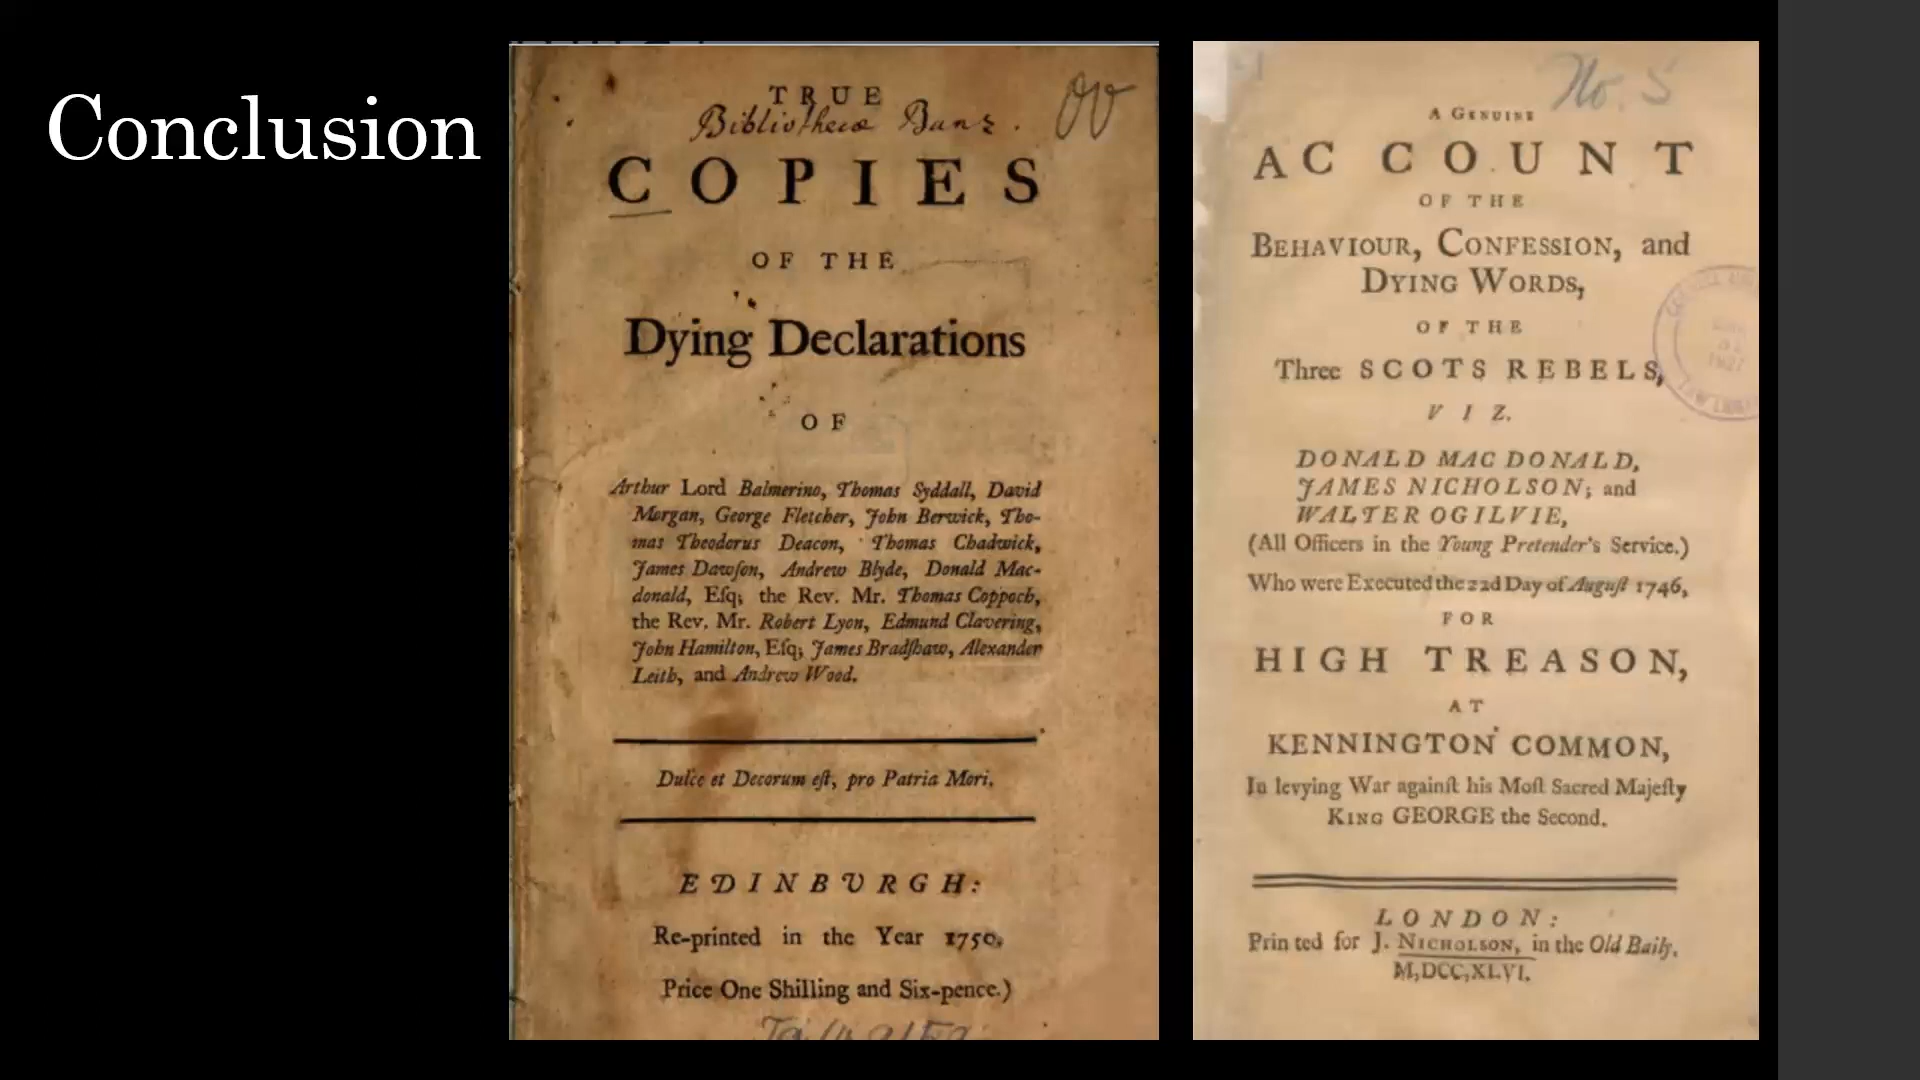 Conclusion
TRUE
Bibliothecæ Banz.
COPIES
OF THE
Dying Declarations
OF
Arthur Lord Balmerino, Thomas Syddall, David
Morgan, George Fletcher, John Berwick, Tho-
mas Theodorus Deacon, Thomas Chadwick,
James Dawſon, Andrew Blyde, Donald Mac-
donald, Eſq; the Rev. Mr. Thomas Coppoch,
the Rev. Mr. Robert Lyon, Edmund Clavering,
John Hamilton, Eſq; James Bradſhaw, Alexander
Leith, and Andrew Wood.
Dulce et Decorum eſt, pro Patria Mori.
EDINBURGH:
Re-printed in the Year 1750.
Price One Shilling and Six-pence.)
No. 5
A GENUINE
ACCOUNT
OF THE
BEHAVIOUR, CONFESSION, and
DYING WORDS,
OF THE
Three SCOTS REBELS,
VIZ.
DONALD MAC DONALD,
JAMES NICHOLSON; and
WALTER OGILVIE,
(All Officers in the Young Pretender's Service.)
Who were Executed the 22d Day of Auguſt 1746,
FOR
HIGH TREASON,
AT
KENNINGTON COMMON,
In levying War againſt his Moſt Sacred Majeſty
KING GEORGE the Second.
LONDON:
Printed for J. NICHOLSON, in the Old Baily.
M,DCC,XLVI.